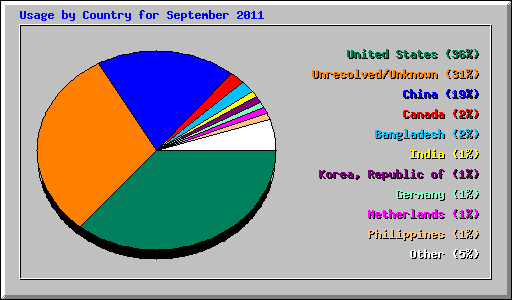 Usage by Country for September 2011
United States (36%)
Unresolved/Unknown (31%)
China (19%)
Canada (2%)
Bangladesh (2%)
India (1%)
Korea, Republic of (1%)
Germany (1%)
Netherlands (1%)
Philippines (1%)
Other (5%)